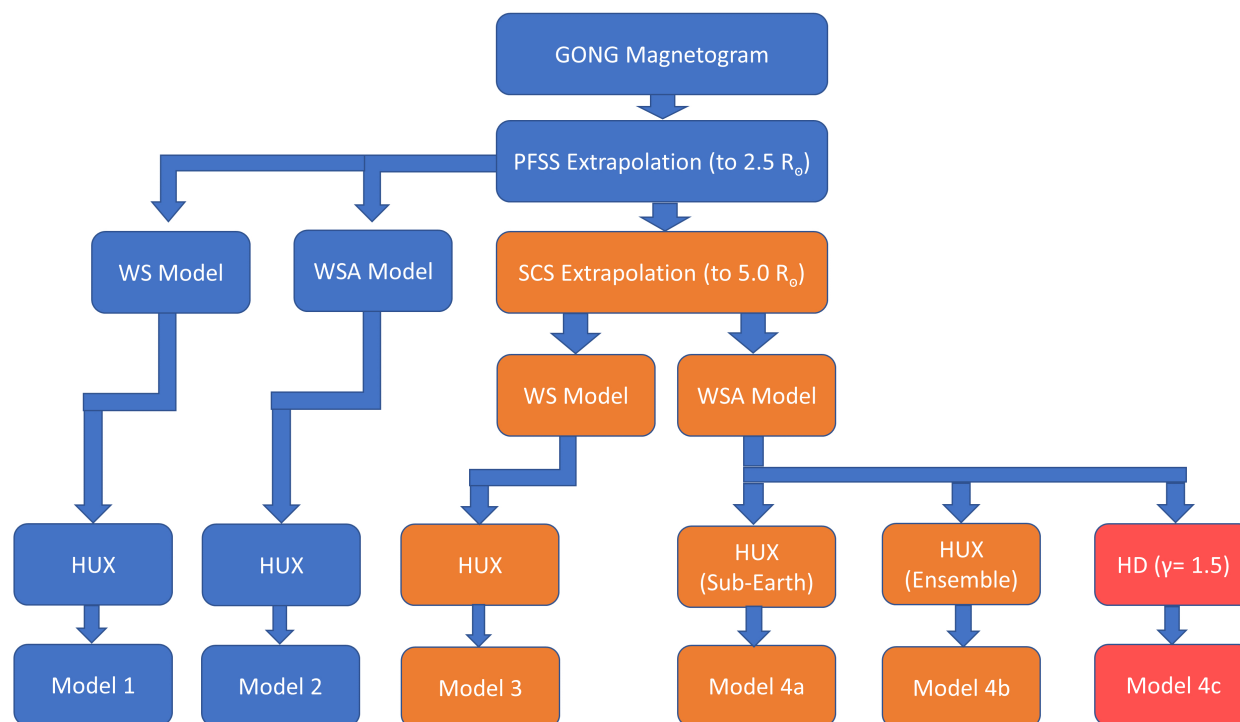 GONG Magnetogram
PFSS Extrapolation (to 2.5 R☉)
WS Model
WSA Model
SCS Extrapolation (to 5.0 R☉)
WS Model
WSA Model
HUX
HUX
HUX
HUX
(Sub-Earth)
HUX
(Ensemble)
HD (γ= 1.5)
Model 1
Model 2
Model 3
Model 4a
Model 4b
Model 4c